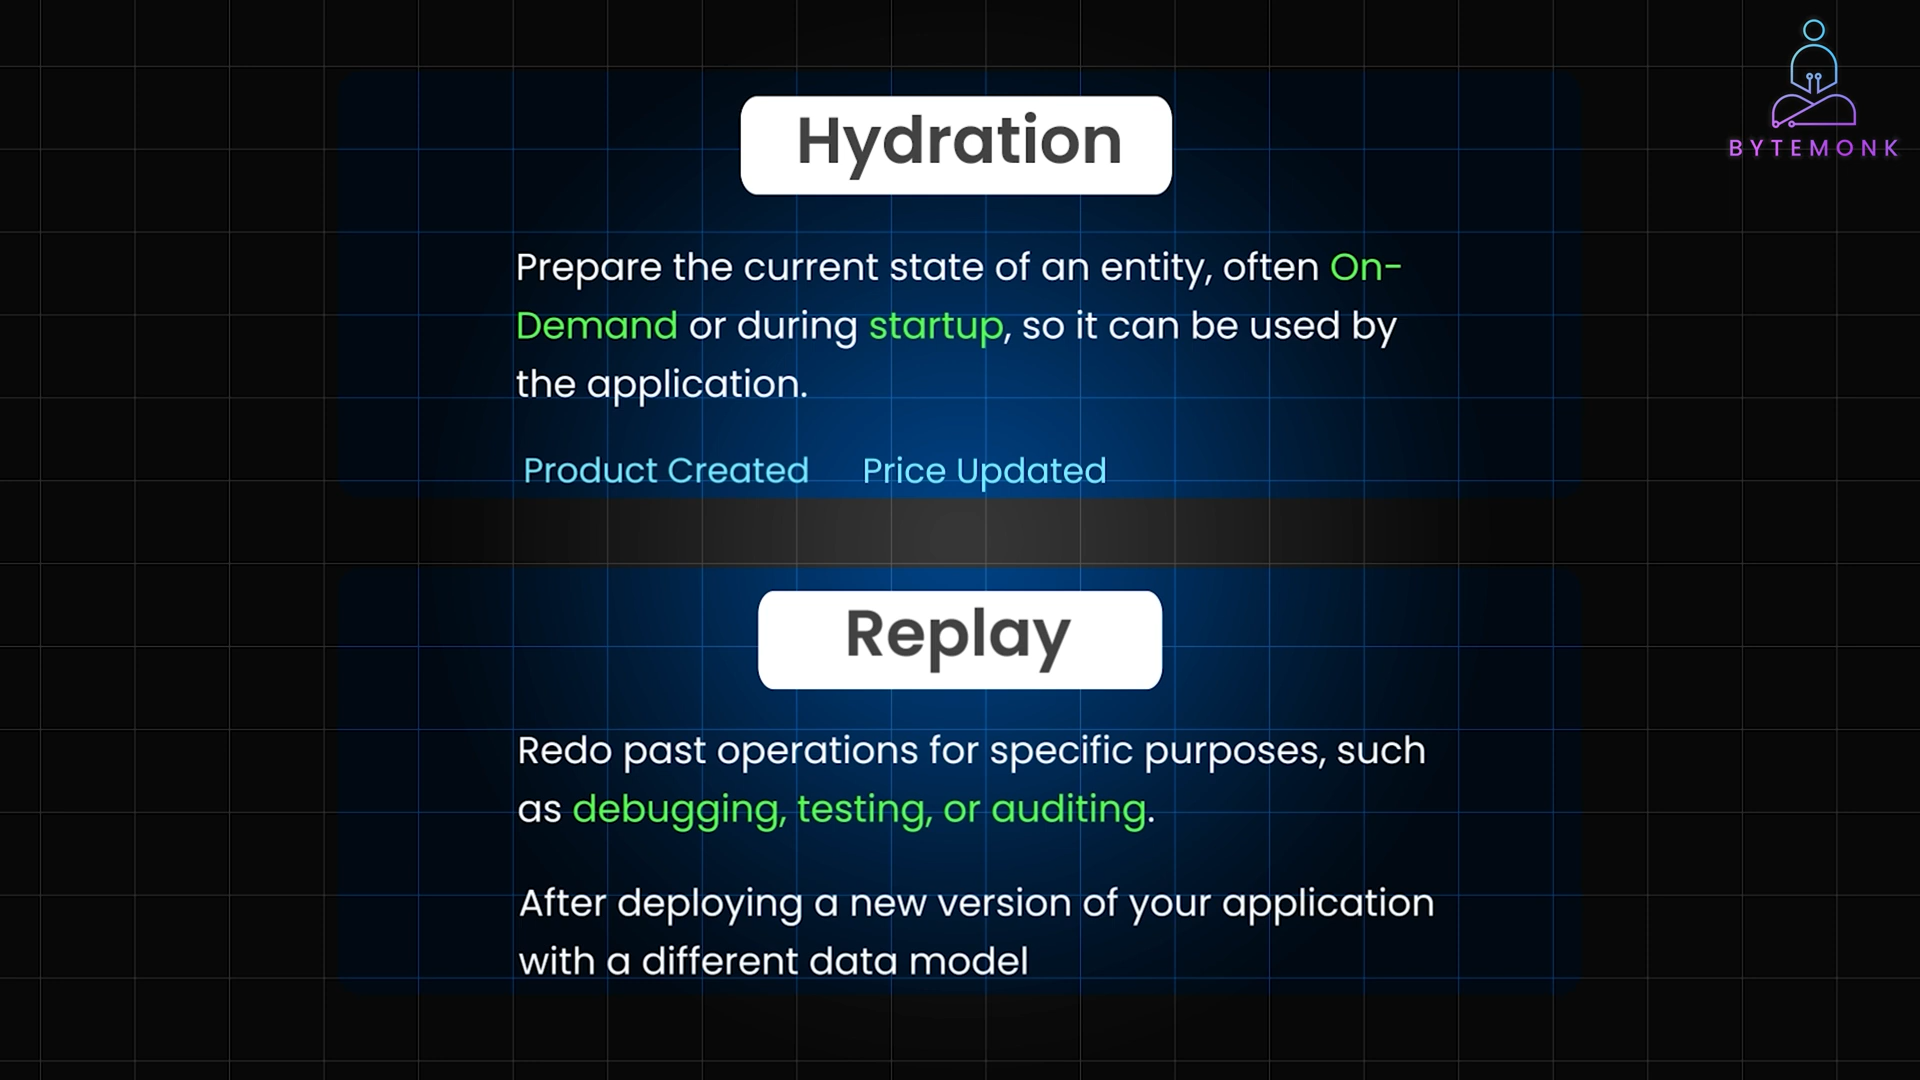 BYTEMONK
Hydration
Prepare the current state of an entity, often On-
Demand or during startup, so it can be used by
the application.
Product Created Price Updated
Replay
Redo past operations for specific purposes, such
as debugging, testing, or auditing.
After deploying a new version of your application
with a different data model